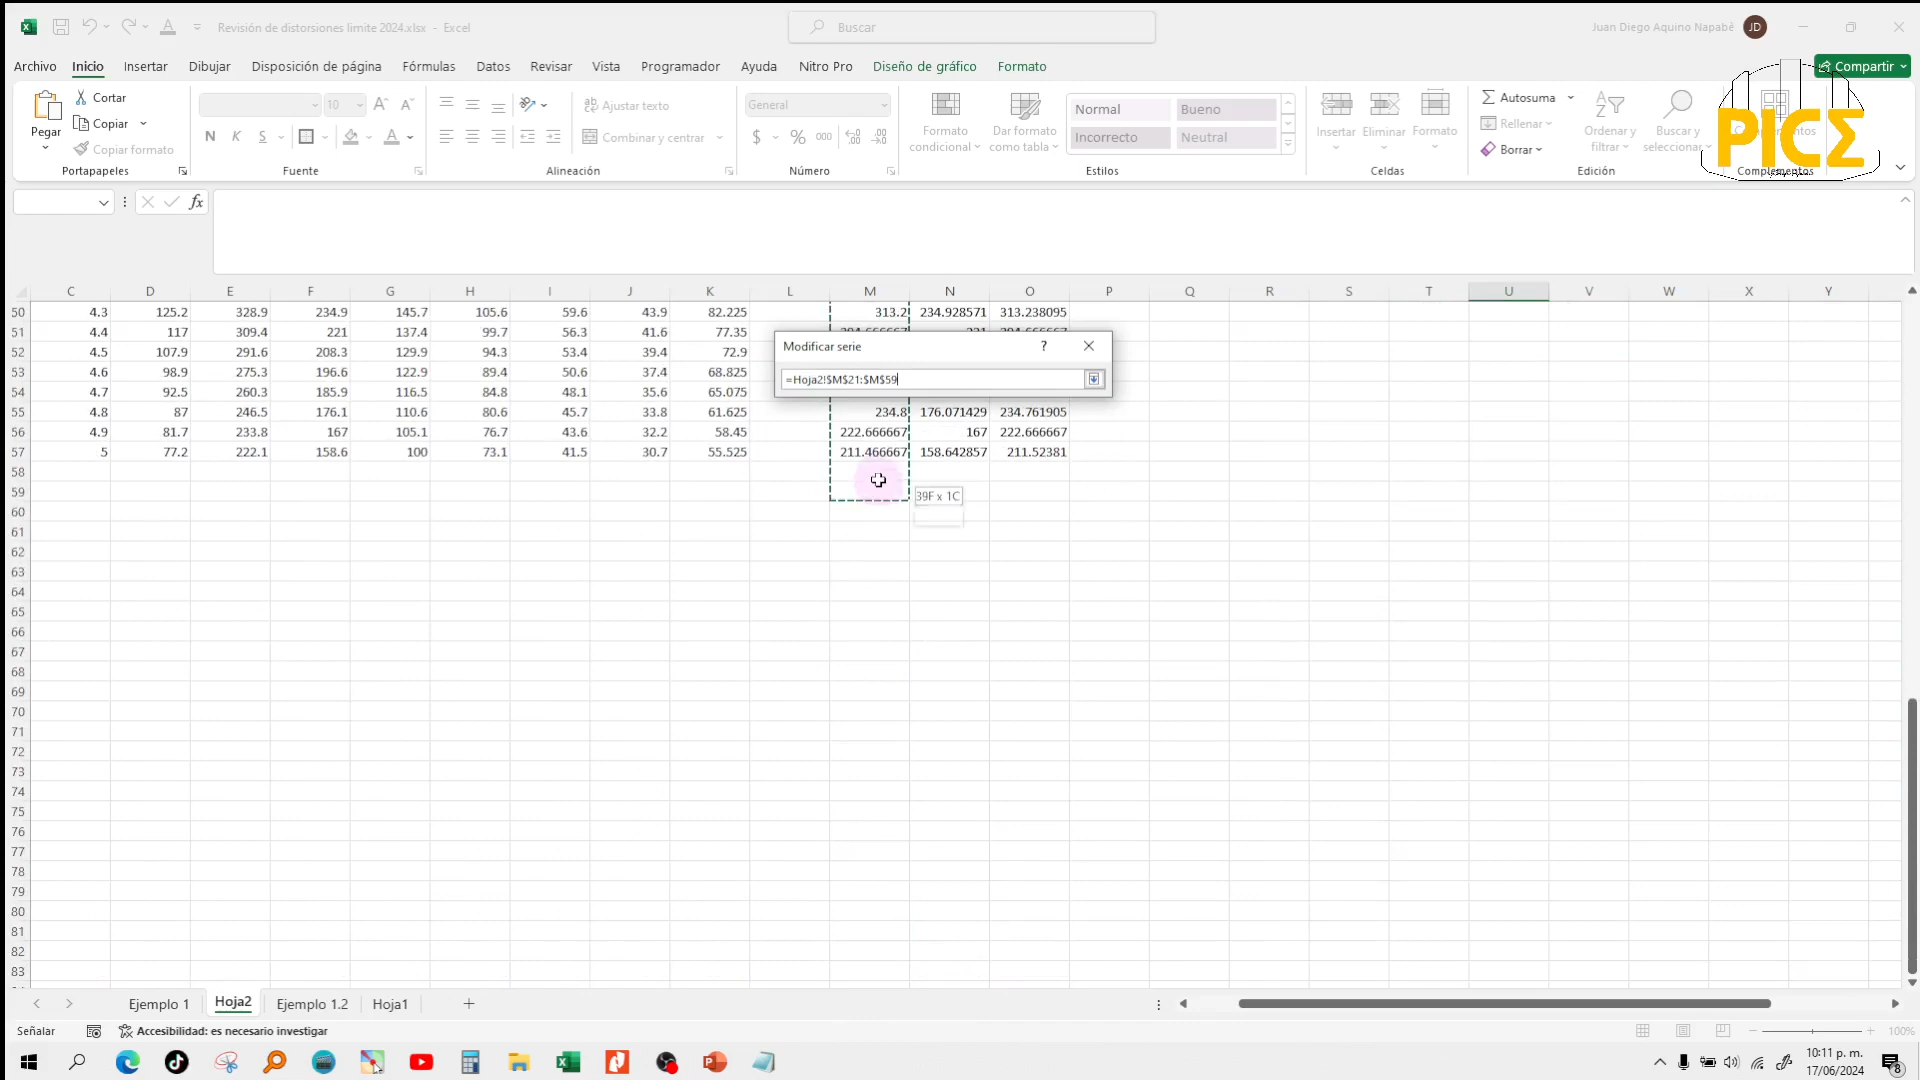 Revisión de distorsiones limite 2024.xlsx - Excel
Buscar
Juan Diego Aquino Napabè JD
Archivo Inicio Insertar Dibujar Disposición de página Fórmulas Datos Revisar Vista Programador Ayuda Nitro Pro Diseño de gráfico Formato
Compartir
Pegar
Cortar
Copiar
Copiar formato
Portapapeles
10
N K S
Fuente
Ajustar texto
Combinar y centrar
Alineación
General
$ % 000
Número
Formato condicional
Dar formato como tabla
Normal Bueno
Incorrecto Neutral
Estilos
Insertar Eliminar Formato
Celdas
Autosuma
Rellenar
Borrar
Ordenar y filtrar
Buscar y seleccionar
Edición
Complementos
PICΣ
fx
C D E F G H I J K L M N O P Q R S T U V W X Y
50 4.3 125.2 328.9 234.9 145.7 105.6 59.6 43.9 82.225 313.2 234.928571 313.238095
51 4.4 117 309.4 221 137.4 99.7 56.3 41.6 77.35
52 4.5 107.9 291.6 208.3 129.9 94.3 53.4 39.4 72.9
53 4.6 98.9 275.3 196.6 122.9 89.4 50.6 37.4 68.825
54 4.7 92.5 260.3 185.9 116.5 84.8 48.1 35.6 65.075
55 4.8 87 246.5 176.1 110.6 80.6 45.7 33.8 61.625 234.8 176.071429 234.761905
56 4.9 81.7 233.8 167 105.1 76.7 43.6 32.2 58.45 222.666667 167 222.666667
57 5 77.2 222.1 158.6 100 73.1 41.5 30.7 55.525 211.466667 158.642857 211.52381
Modificar serie ?
=Hoja2!$M$21:$M$59
58
59
39F x 1C
60
61
62
63
64
65
66
67
68
69
70
71
72
73
74
75
76
77
78
79
80
81
82
83
Ejemplo 1 Hoja2 Ejemplo 1.2 Hoja1
Señalar
Accesibilidad: es necesario investigar
100%
10:11 p. m.
17/06/2024
8